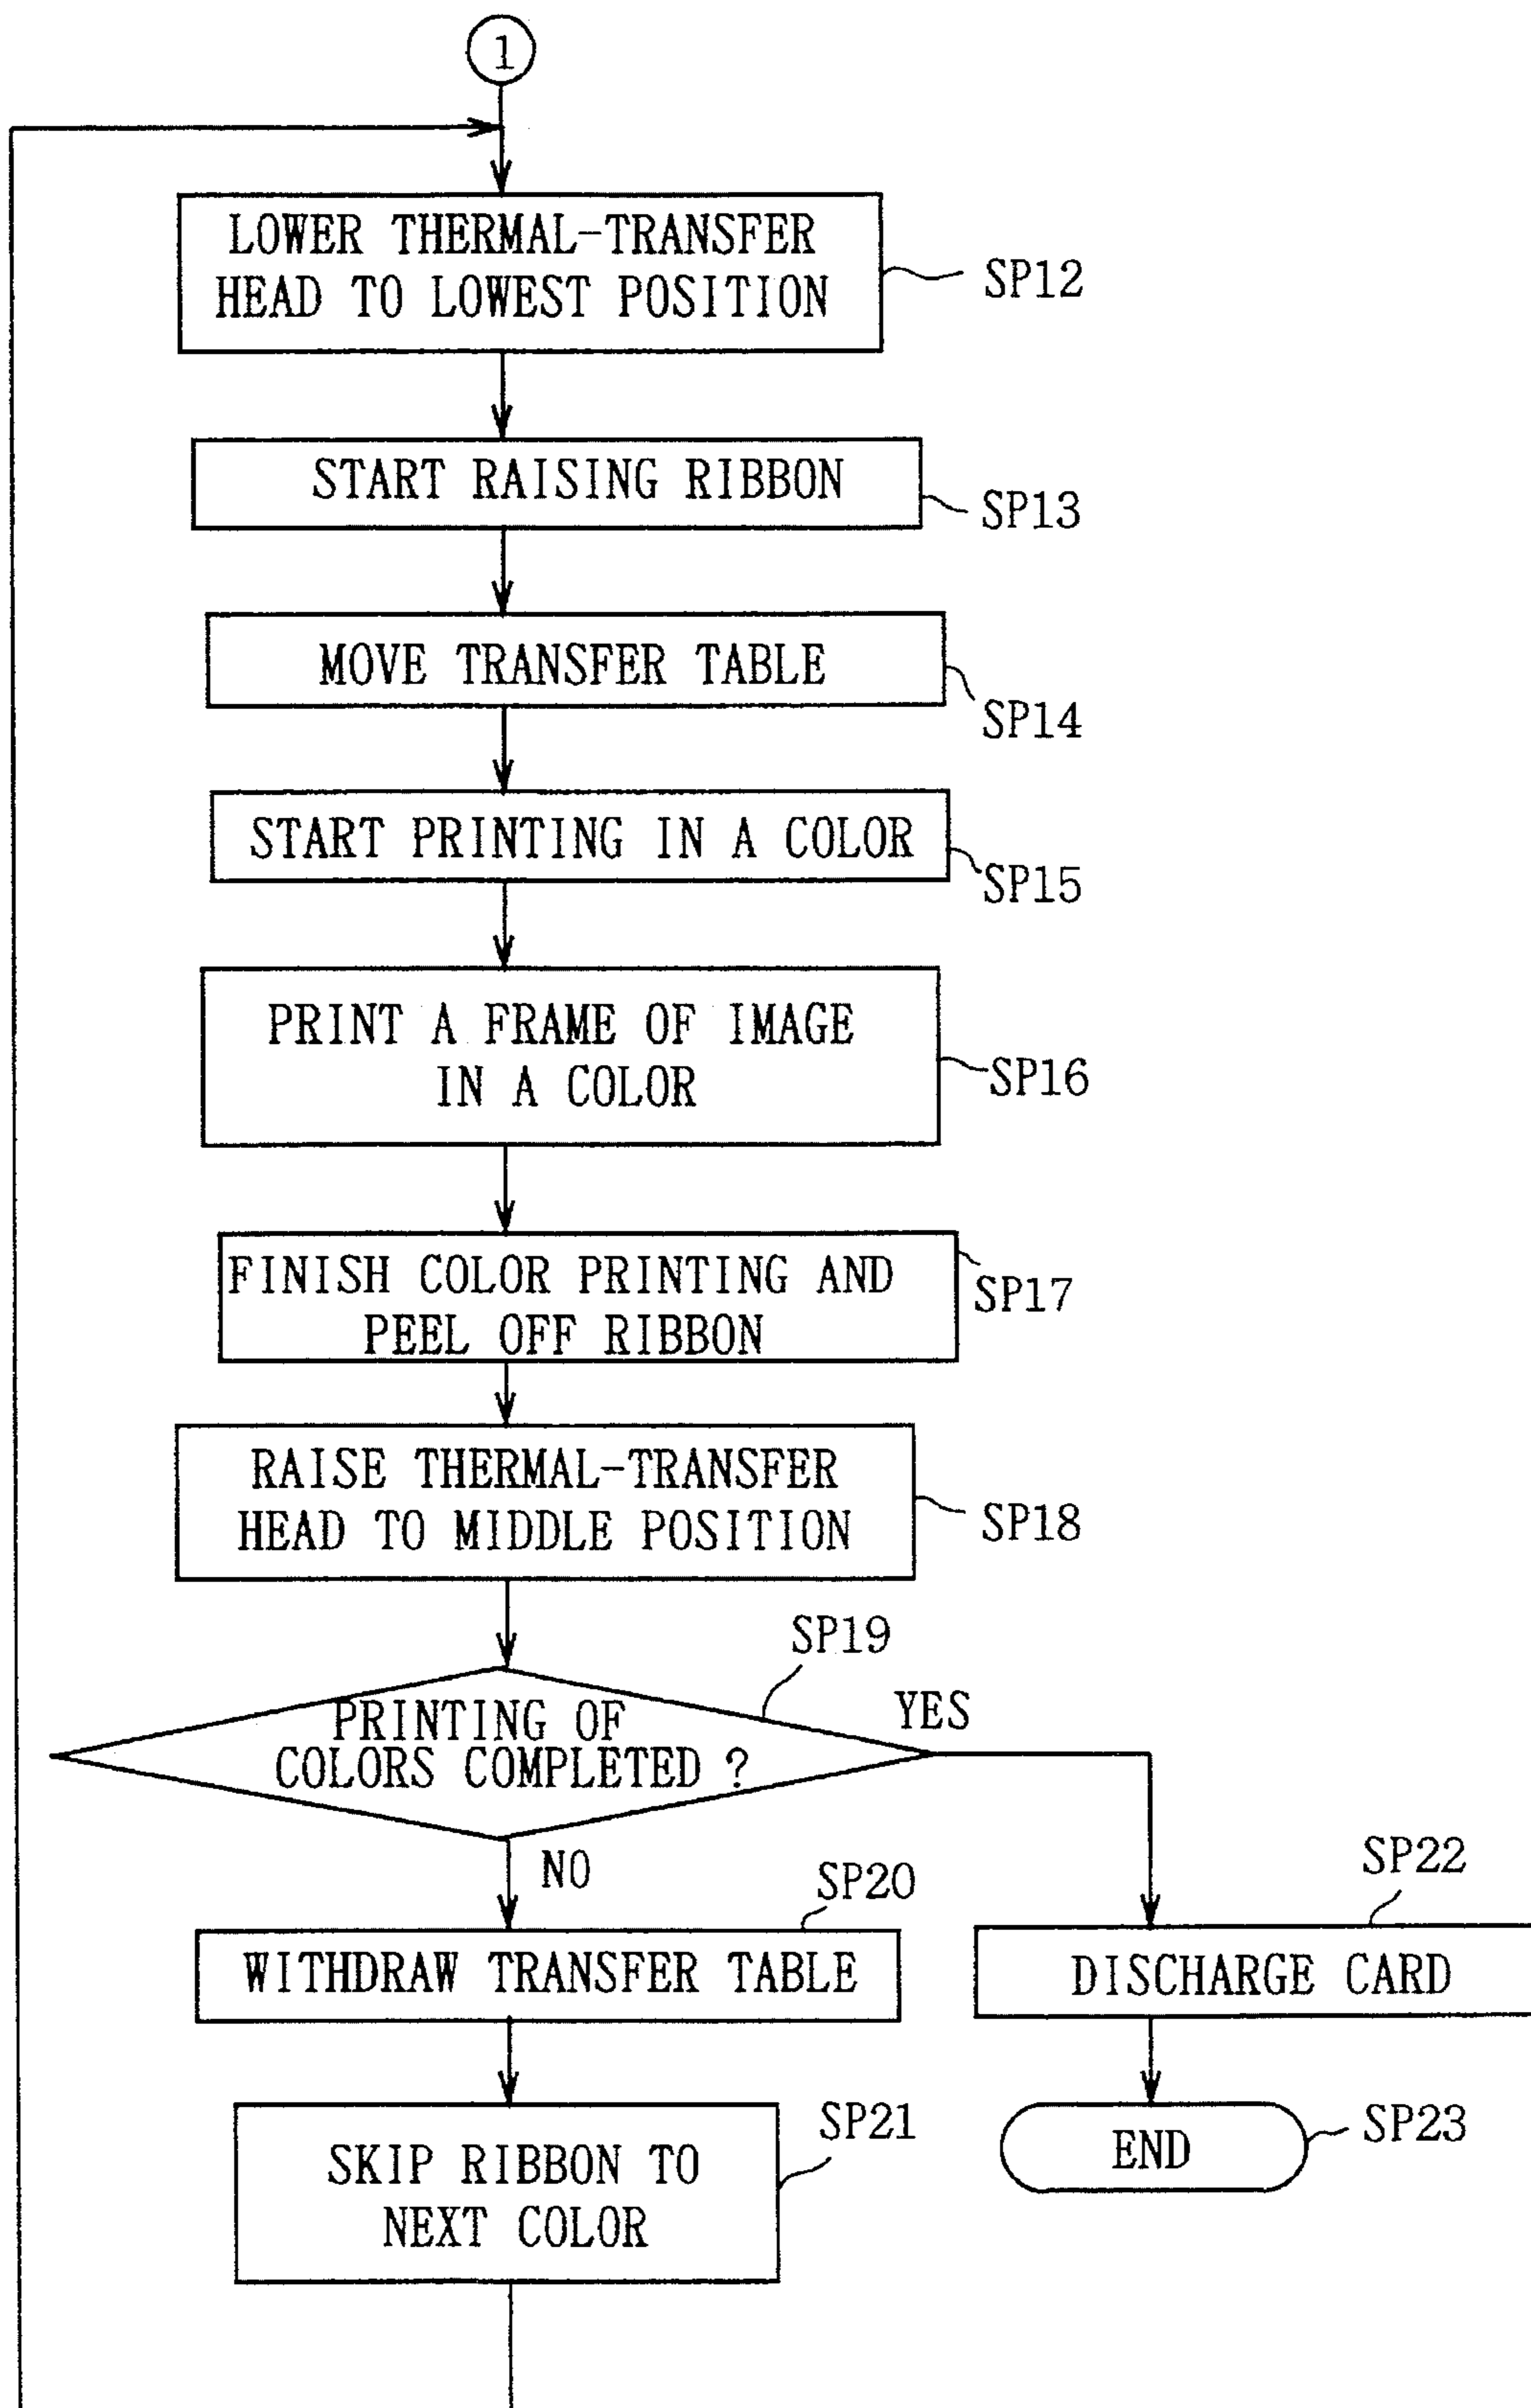 1
LOWER THERMAL-TRANSFER
HEAD TO LOWEST POSITION
SP12
START RAISING RIBBON
SP13
MOVE TRANSFER TABLE
SP14
START PRINTING IN A COLOR
SP15
PRINT A FRAME OF IMAGE
IN A COLOR
SP16
FINISH COLOR PRINTING AND
PEEL OFF RIBBON
SP17
RAISE THERMAL-TRANSFER
HEAD TO MIDDLE POSITION
SP18
SP19
PRINTING OF
COLORS COMPLETED ?
YES
NO
SP20
WITHDRAW TRANSFER TABLE
SP22
DISCHARGE CARD
SP21
SKIP RIBBON TO
NEXT COLOR
END
SP23